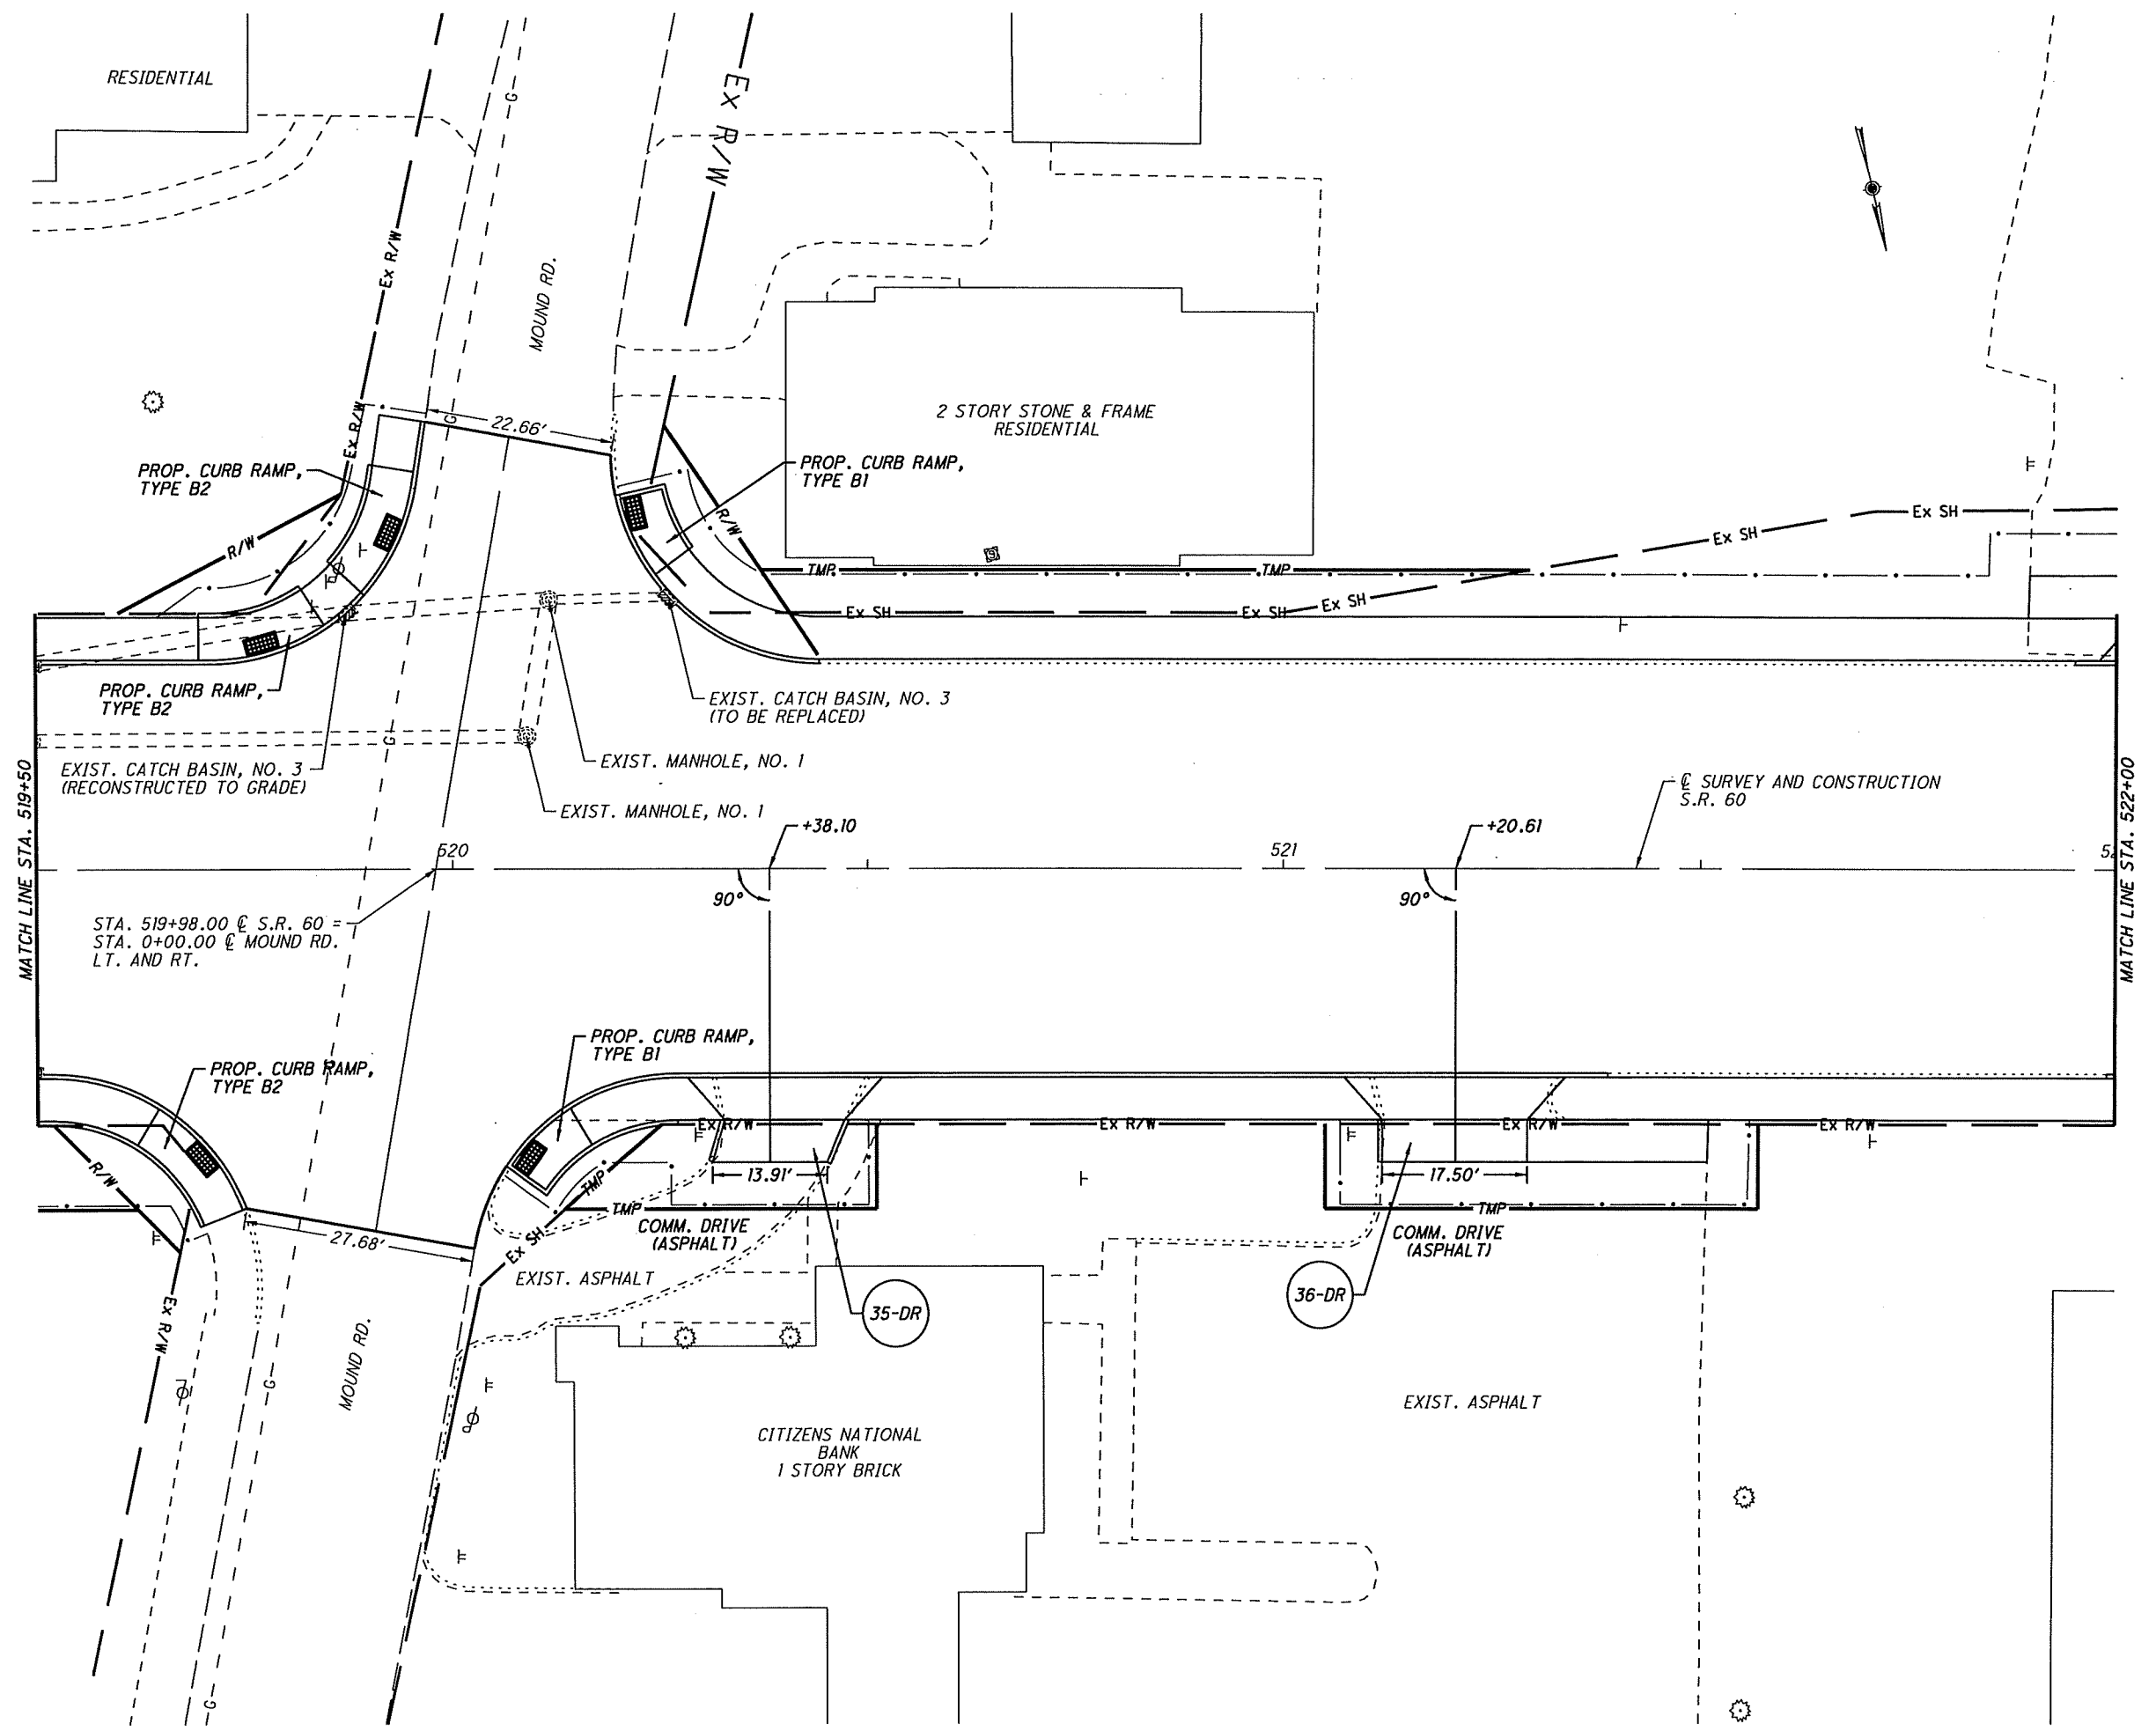 RESIDENTIAL
G
Ex R/W
Ex R/W
MOUND RD.
2 STORY STONE & FRAME
RESIDENTIAL
Ex R/W
G
22.66'
PROP. CURB RAMP,
TYPE B2
PROP. CURB RAMP,
TYPE B1
R/W
R/W
Ex SH
Ex SH
TMP
TMP
Ex SH
Ex SH
Ex SH
PROP. CURB RAMP,
TYPE B2
EXIST. CATCH BASIN, NO. 3
(TO BE REPLACED)
G
EXIST. CATCH BASIN, NO. 3
(RECONSTRUCTED TO GRADE)
EXIST. MANHOLE, NO. 1
EXIST. MANHOLE, NO. 1
℄ SURVEY AND CONSTRUCTION
S.R. 60
MATCH LINE STA. 519+50
MATCH LINE STA. 522+00
+38.10
+20.61
520
521
52
90°
90°
STA. 519+98.00 ℄ S.R. 60 =
STA. 0+00.00 ℄ MOUND RD.
LT. AND RT.
PROP. CURB RAMP,
TYPE B1
PROP. CURB RAMP,
TYPE B2
Ex R/W
Ex R/W
Ex R/W
Ex R/W
R/W
13.91'
17.50'
TMP
TMP
TMP
COMM. DRIVE
(ASPHALT)
COMM. DRIVE
(ASPHALT)
27.68'
Ex SH
EXIST. ASPHALT
35-DR
36-DR
Ex R/W
MOUND RD.
G
EXIST. ASPHALT
CITIZENS NATIONAL
BANK
1 STORY BRICK
G